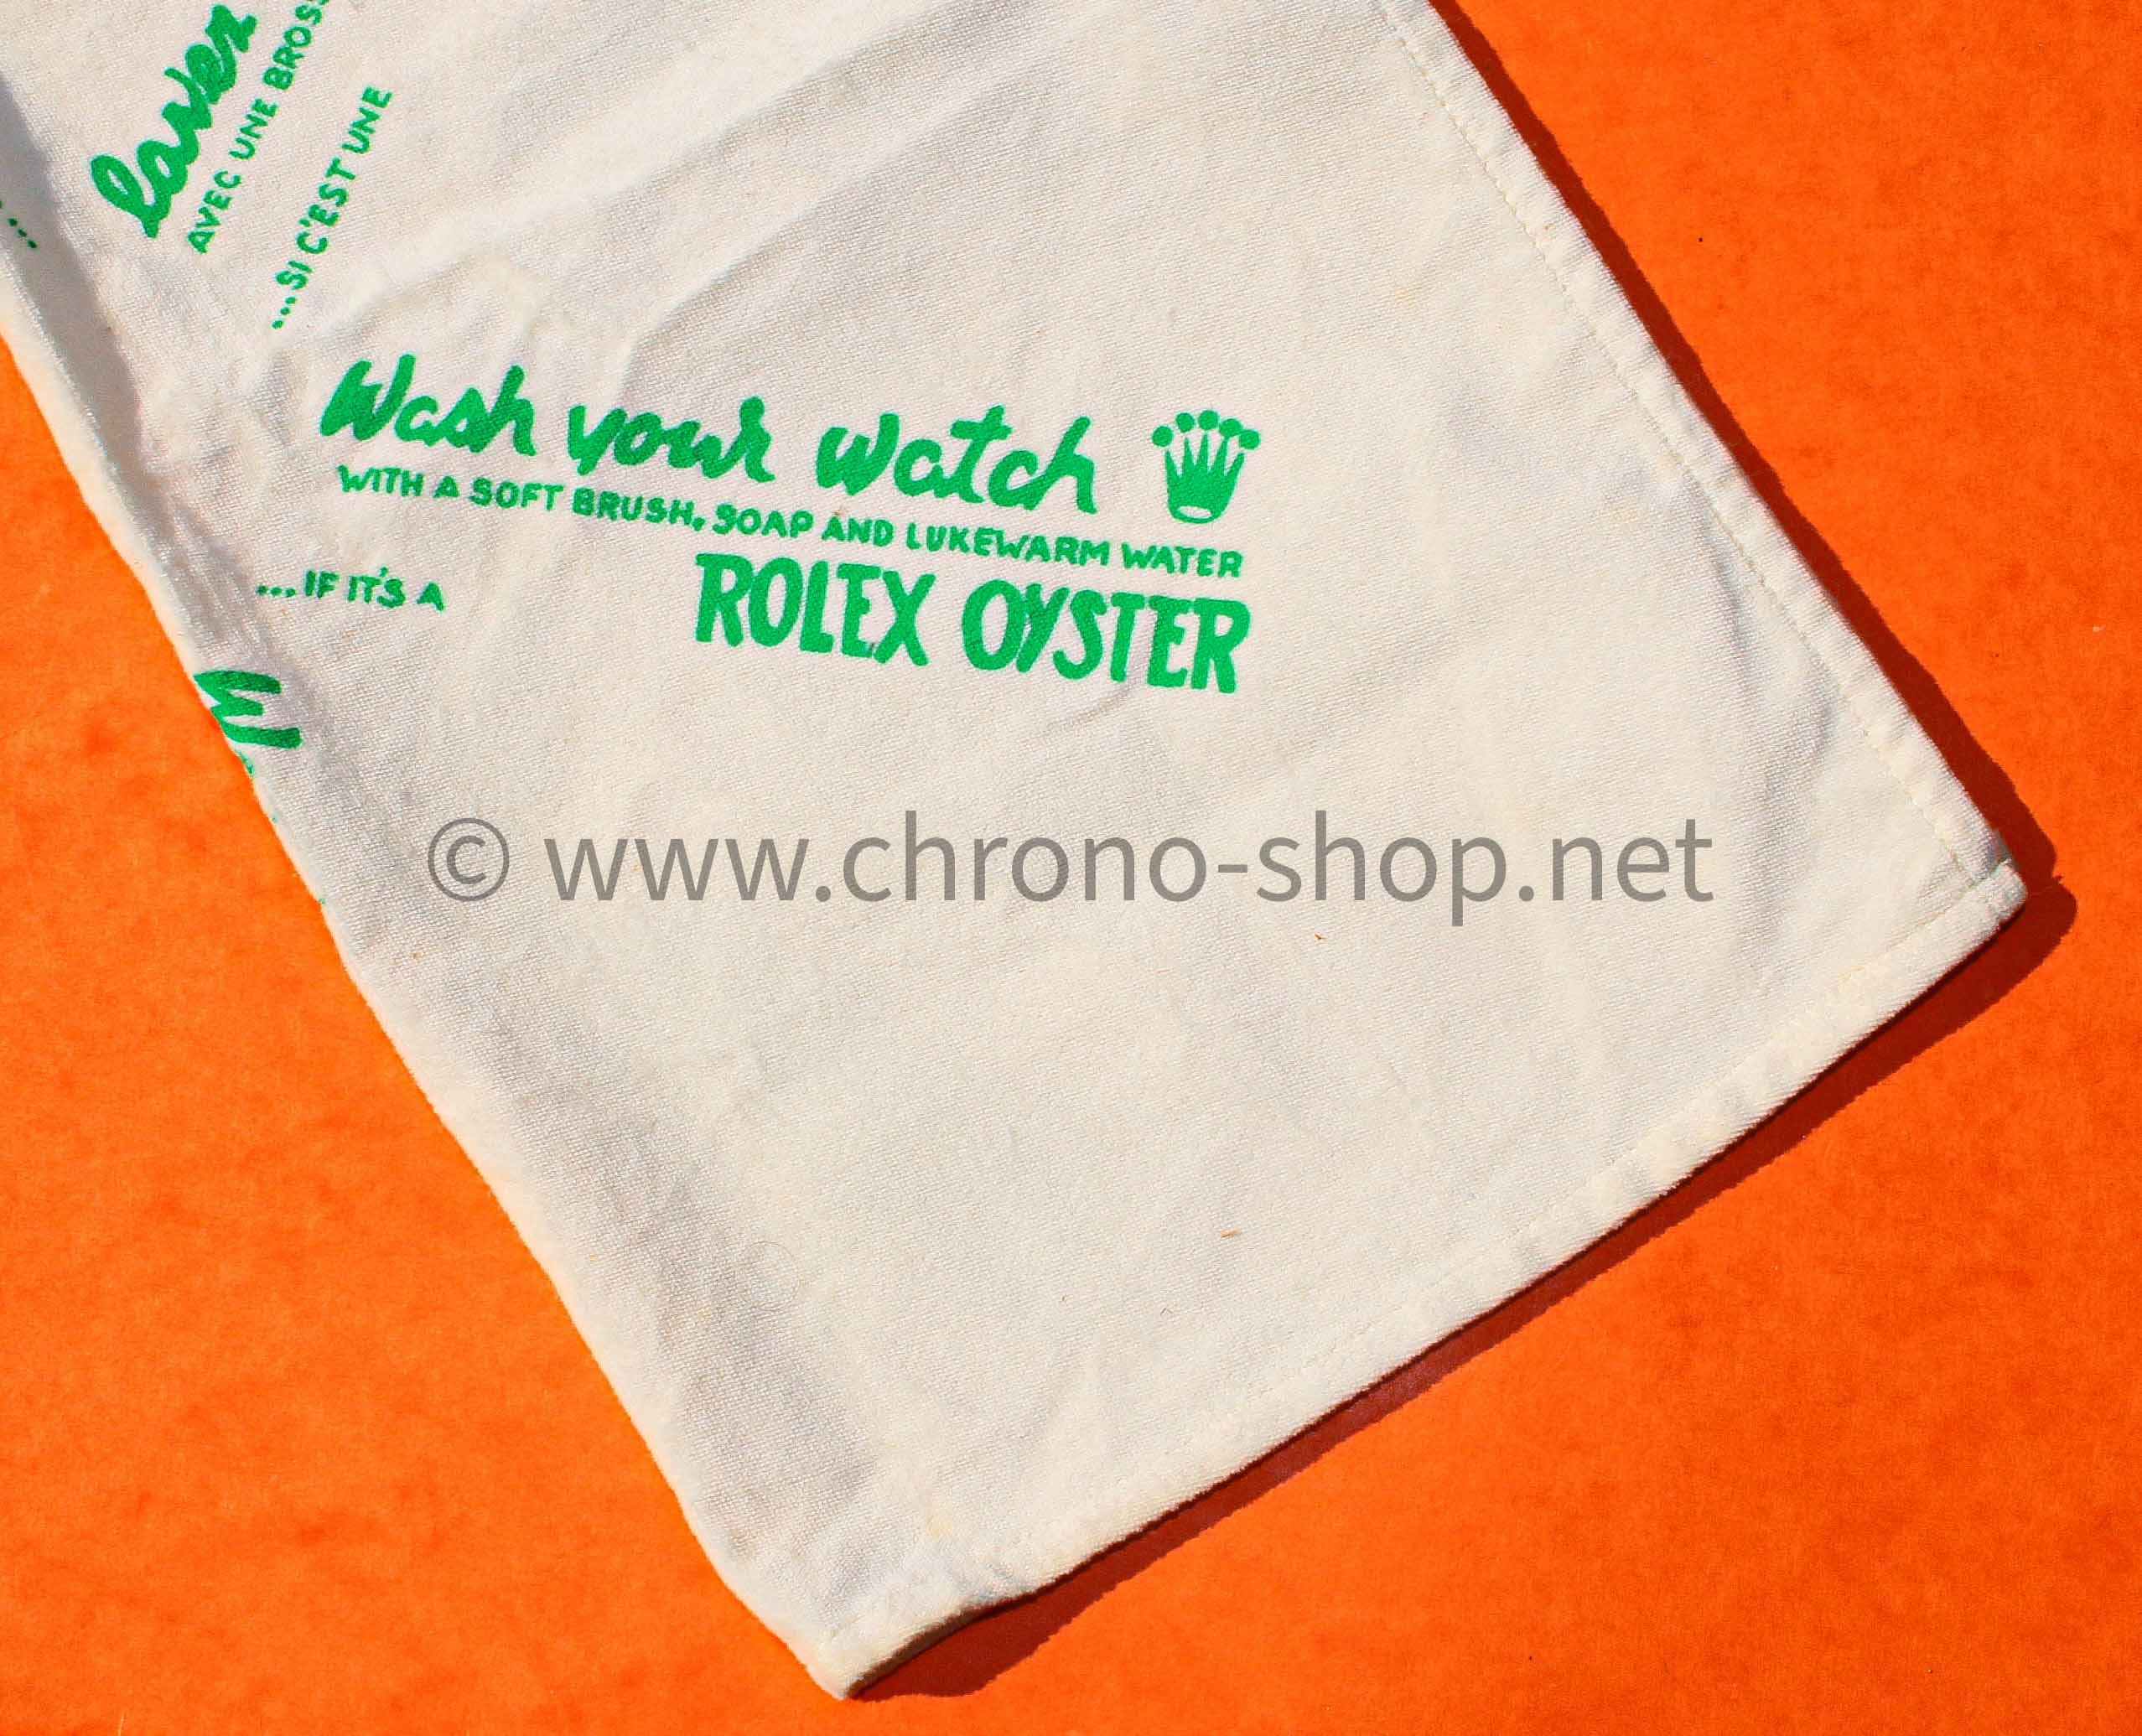 lavez
AVEC UNE BROSS
...SI C'EST UNE
Wash your watch
WITH A SOFT BRUSH, SOAP AND LUKEWARM WATER
...IF IT'S A
ROLEX OYSTER
© www.chrono-shop.net